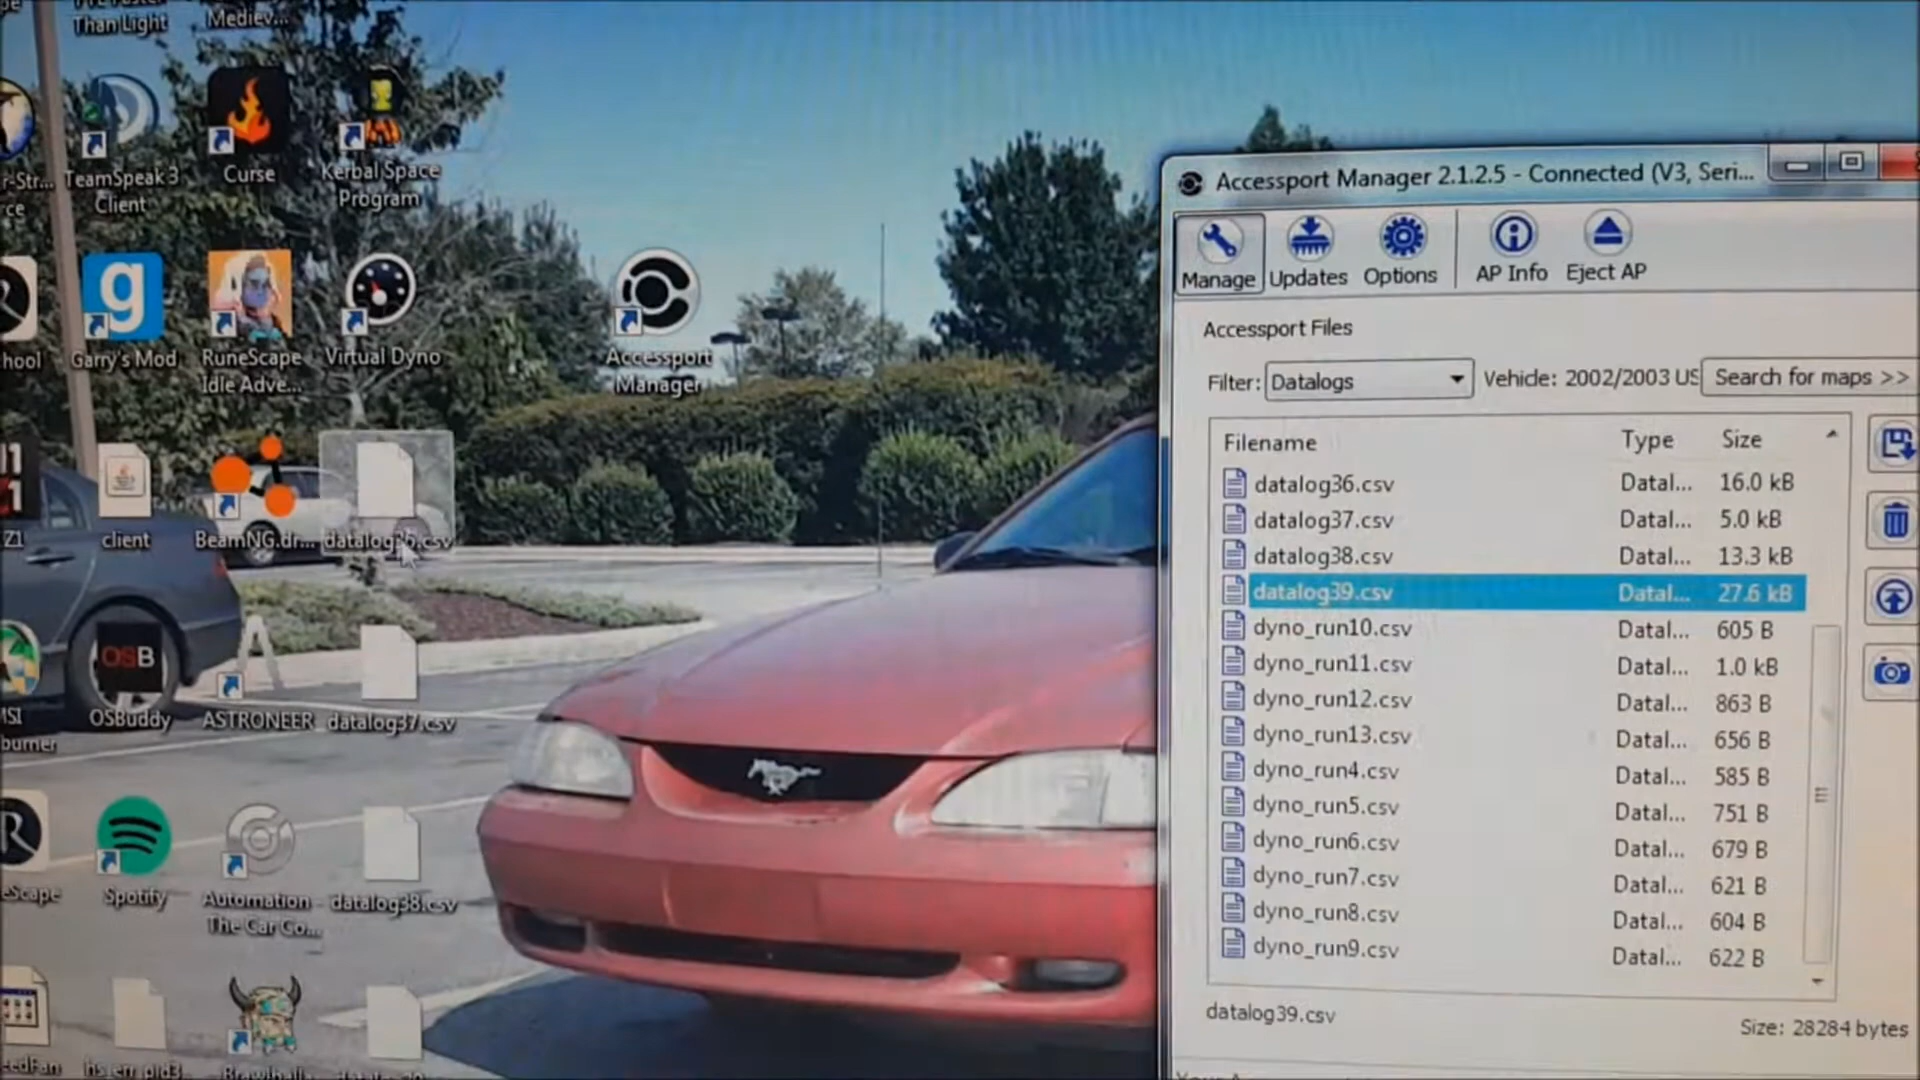 Than Light
Mediev...
TeamSpeak 3
Client
Curse
Kerbal Space
Program
hool
g
Garry's Mod
RuneScape
Idle Adve...
Virtual Dyno
Accessport
Manager
Z1
client
BeamNG.dr...
OSB
OSBuddy
ASTRONEER
datalog37.csv
burner
Spotify
Automation -
The Car Co...
datalog38.csv
Accessport Manager 2.1.2.5 - Connected (V3, Seri...
Manage
Updates
Options
AP Info
Eject AP
Accessport Files
Filter: Datalogs
Vehicle: 2002/2003 US
Search for maps >>
Filename Type Size
datalog36.csv Datal... 16.0 kB
datalog37.csv Datal... 5.0 kB
datalog38.csv Datal... 13.3 kB
datalog39.csv Datal... 27.6 kB
dyno_run10.csv Datal... 605 B
dyno_run11.csv Datal... 1.0 kB
dyno_run12.csv Datal... 863 B
dyno_run13.csv Datal... 656 B
dyno_run4.csv Datal... 585 B
dyno_run5.csv Datal... 751 B
dyno_run6.csv Datal... 679 B
dyno_run7.csv Datal... 621 B
dyno_run8.csv Datal... 604 B
dyno_run9.csv Datal... 622 B
datalog39.csv
Size: 28284 bytes